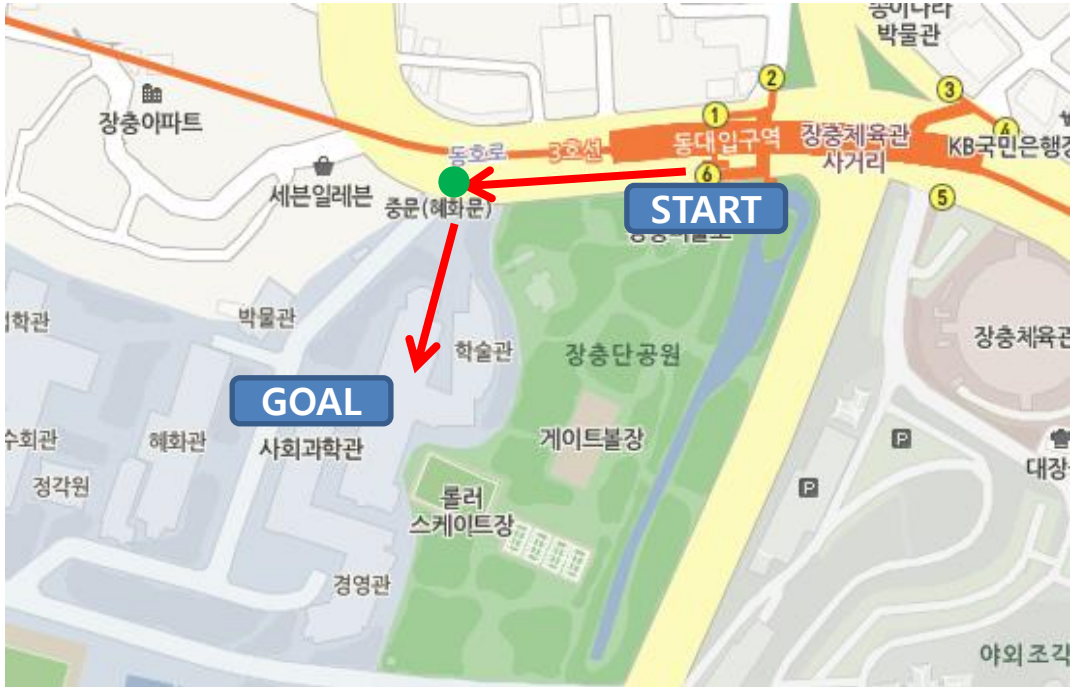 박물관
2
3
장충아파트
1
4
동대입구역
장충체육관
사거리
KB국민은행
동호로
3호선
6
세븐일레븐
5
중문(혜화문)
START
박물관
학술관
장충단공원
장충체육관
GOAL
P
수회관
혜화관
사회과학관
게이트볼장
대장
정각원
롤러
스케이트장
P
경영관
야외조각